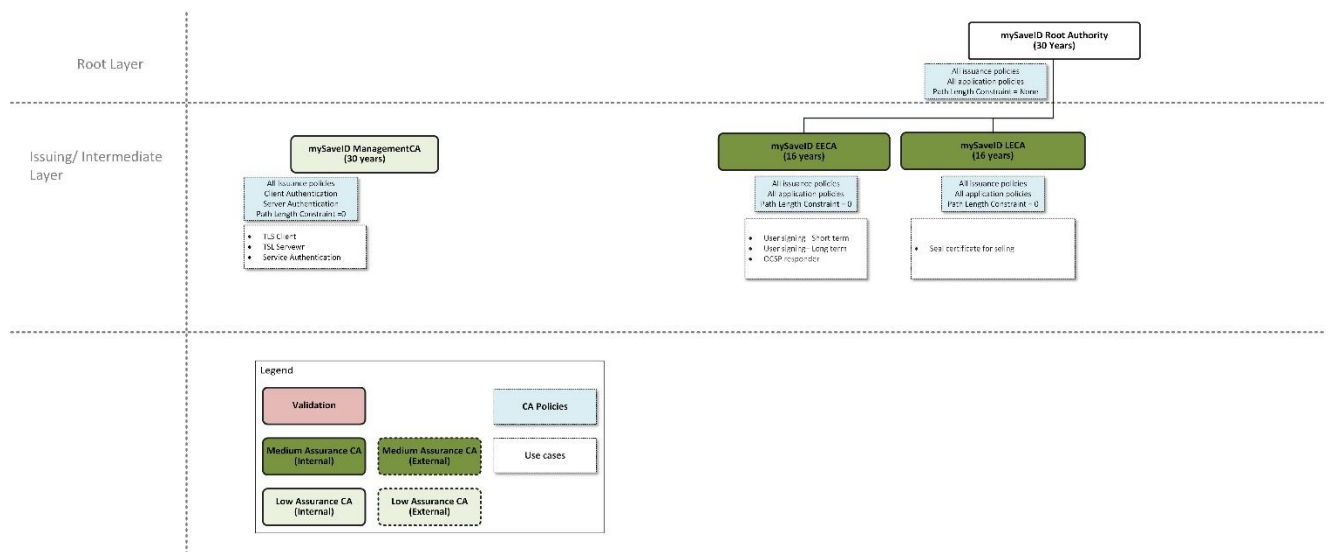 mySaveID Root Authority
(30 Years)
Root Layer
All issuance policies
All application policies
Path Length Constraint = None
Issuing/ Intermediate
Layer
mySaveID ManagementCA
(30 years)
All issuance policies
Client Authentication
Server Authentication
Path Length Constraint =0
• TLS Client
• TSL Servewr
• Service Authentication
mySaveID EECA
(16 years)
All issuance policies
All application policies
Path Length Constraint = 0
• User signing - Short term
• User signing - Long term
• OCSP responder
mySaveID LECA
(16 years)
All issuance policies
All application policies
Path Length Constraint = 0
• Seal certificate for seling
Legend
Validation
CA Policies
Medium Assurance CA
(Internal)
Medium Assurance CA
(External)
Use cases
Low Assurance CA
(Internal)
Low Assurance CA
(External)